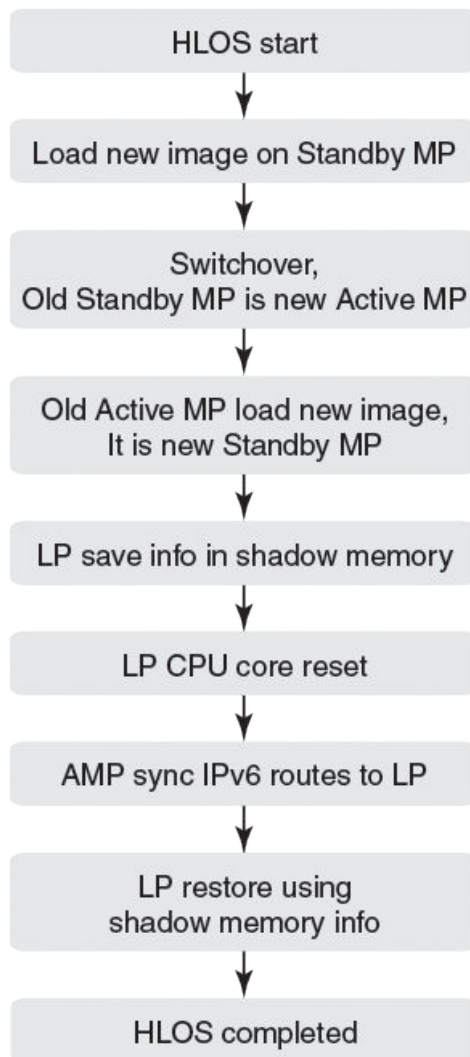 HLOS start
Load new image on Standby MP
Switchover,
Old Standby MP is new Active MP
Old Active MP load new image,
It is new Standby MP
LP save info in shadow memory
LP CPU core reset
AMP sync IPv6 routes to LP
LP restore using
shadow memory info
HLOS completed